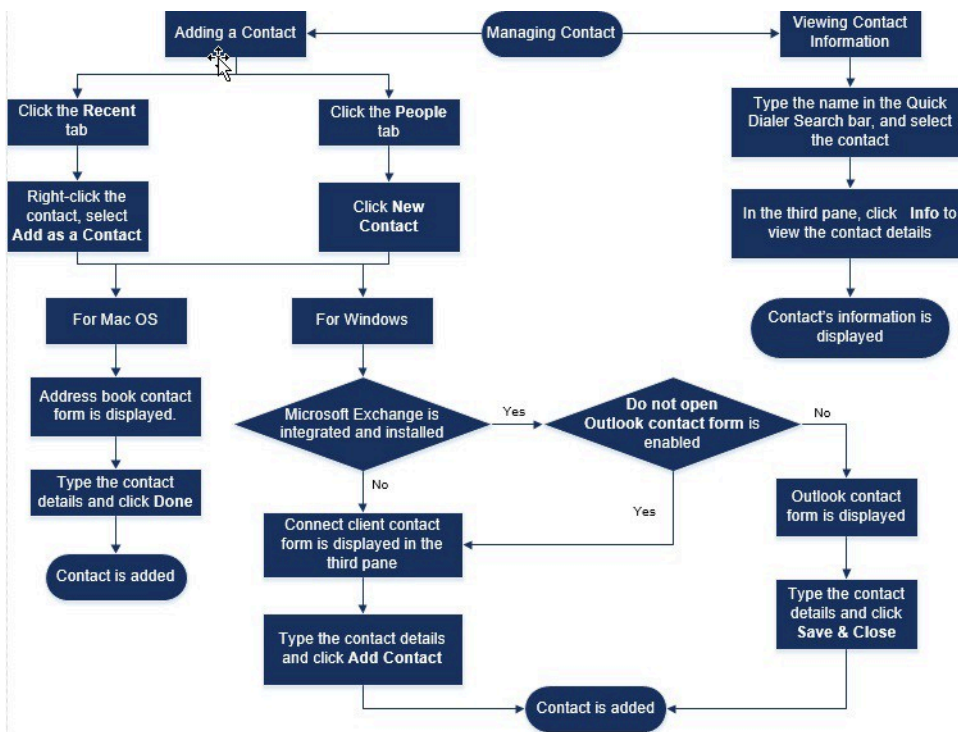 Adding a Contact
Managing Contact
Viewing Contact
Information
Click the Recent
tab
Click the People
tab
Type the name in the Quick
Dialer Search bar, and select
the contact
Right-click the
contact, select
Add as a Contact
Click New
Contact
In the third pane, click Info to
view the contact details
For Mac OS
For Windows
Contact's information is
displayed
Address book contact
form is displayed.
Microsoft Exchange is
integrated and installed
Yes
Do not open
Outlook contact form is
enabled
No
Type the contact
details and click Done
No
Yes
Outlook contact
form is displayed
Connect client contact
form is displayed in the
third pane
Contact is added
Type the contact
details and click
Save & Close
Type the contact details
and click Add Contact
Contact is added